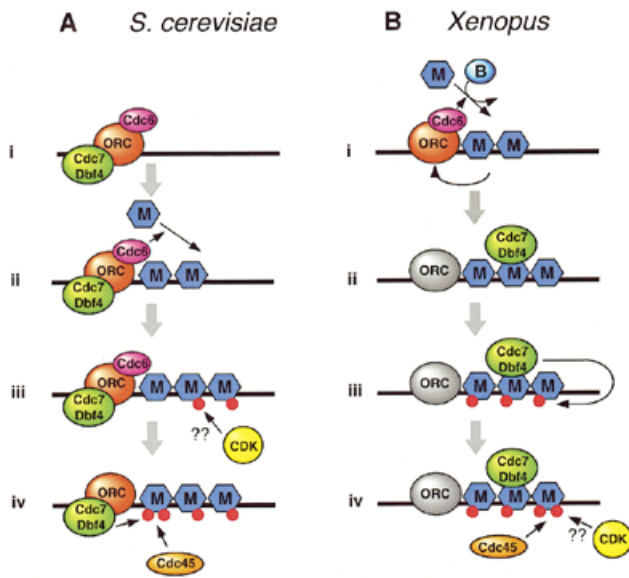 A S. cerevisiae
Cdc6
ORC
Cdc7
Dbf4
i
M
Cdc6
ORC
M M
Cdc7
Dbf4
ii
Cdc6
ORC
M M M
Cdc7
Dbf4
iii
??
CDK
ORC
M M M
Cdc7
Dbf4
iv
Cdc45
B Xenopus
M
B
Cdc6
ORC
M M
i
Cdc7
Dbf4
ORC
M M M
ii
Cdc7
Dbf4
ORC
M M M
iii
Cdc7
Dbf4
ORC
M M M
iv
??
Cdc45
CDK